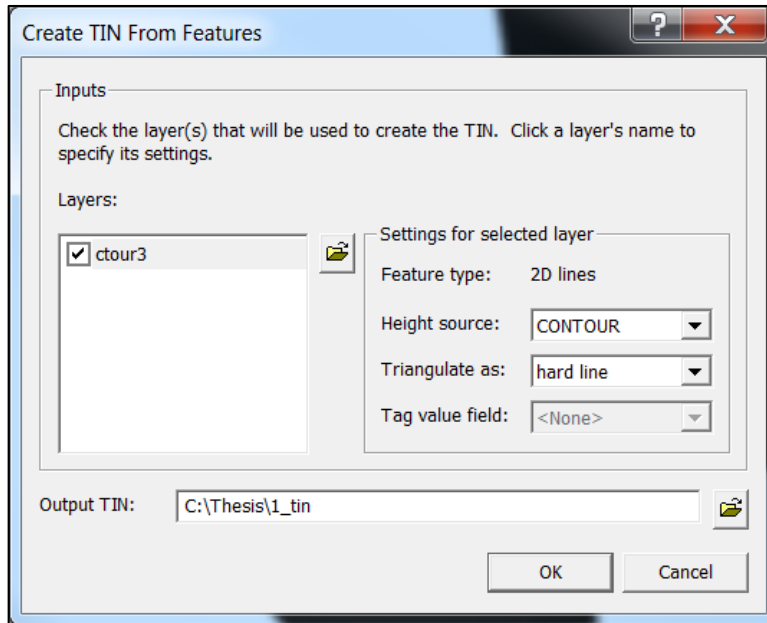 Create TIN From Features
?
X
Inputs
Check the layer(s) that will be used to create the TIN. Click a layer's name to
specify its settings.
Layers:
ctour3
Settings for selected layer
Feature type: 2D lines
Height source: CONTOUR
Triangulate as: hard line
Tag value field: <None>
Output TIN: C:\Thesis\1_tin
OK Cancel